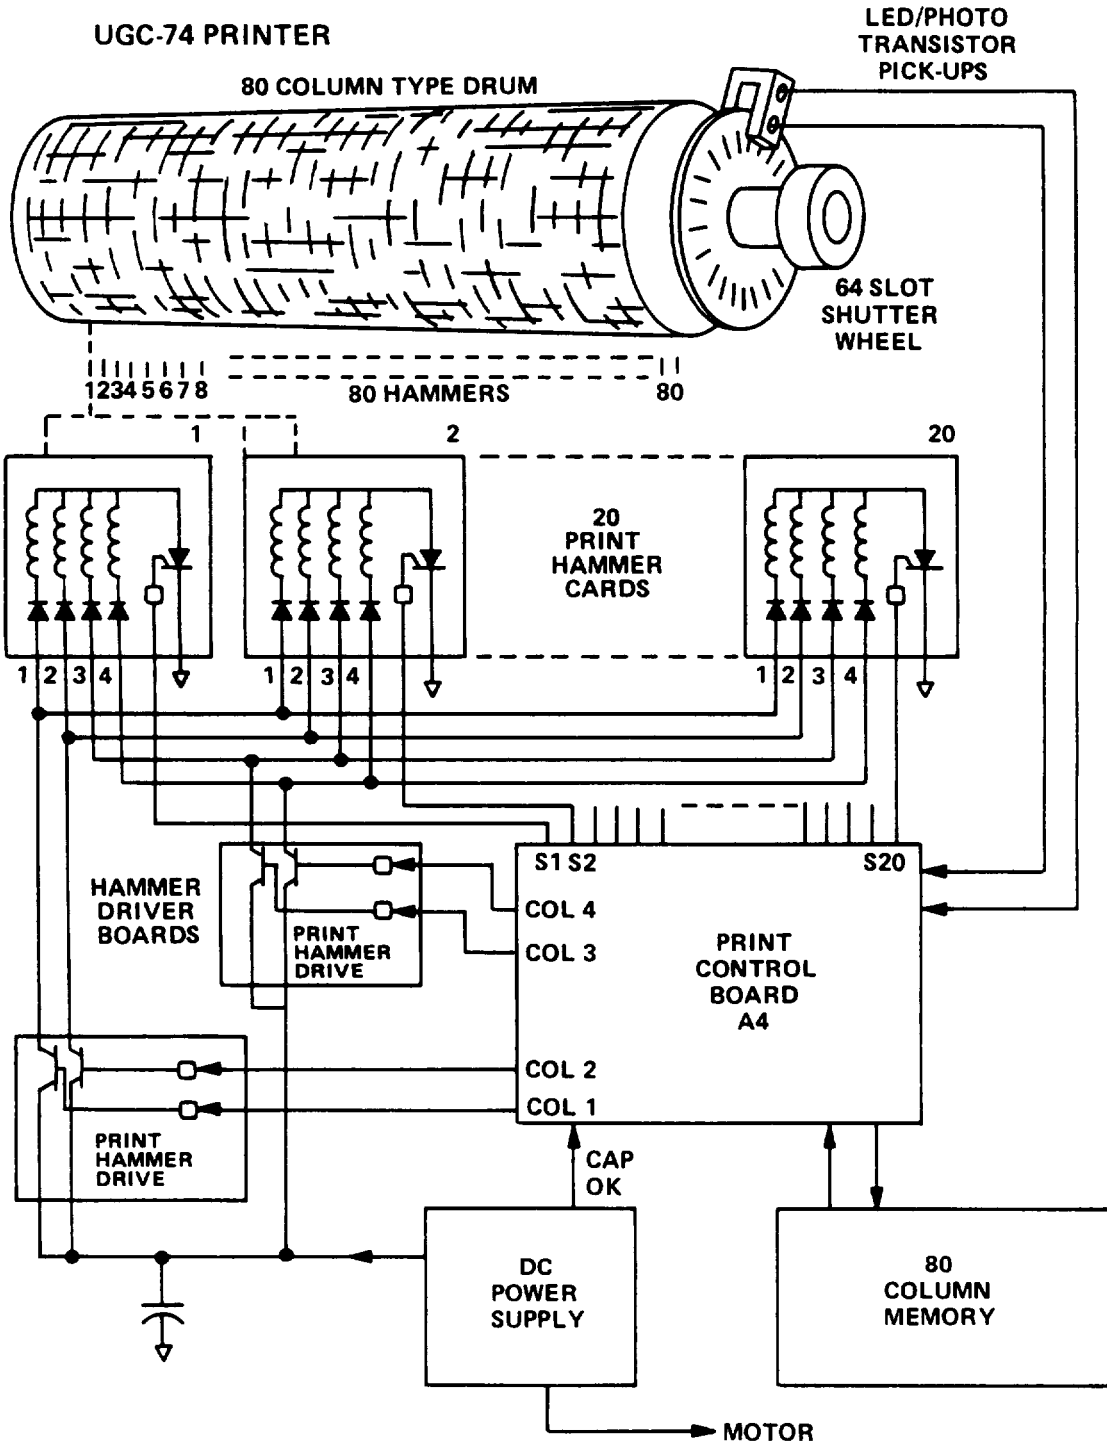 UGC-74 PRINTER
LED/PHOTO
TRANSISTOR
PICK-UPS
80 COLUMN TYPE DRUM
64 SLOT
SHUTTER
WHEEL
12345678
80 HAMMERS
80
1
2
20
20
PRINT
HAMMER
CARDS
1 2 3 4
1 2 3 4
1 2 3 4
S1 S2
S20
HAMMER
DRIVER
BOARDS
COL 4
PRINT
HAMMER
DRIVE
COL 3
PRINT
CONTROL
BOARD
A4
COL 2
COL 1
PRINT
HAMMER
DRIVE
CAP
OK
DC
POWER
SUPPLY
80
COLUMN
MEMORY
MOTOR